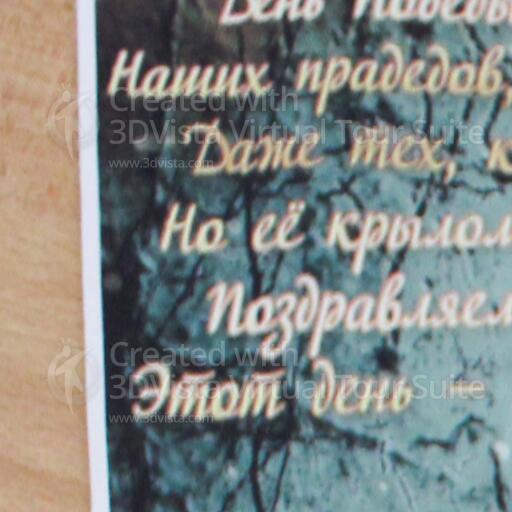 День Победы
Наших прадедов,
Даже тех, к
Но её крылом
Поздравляем
Этот день
Created with
3DVista Virtual Tour Suite
www.3dvista.com
Created with
3DVista Virtual Tour Suite
www.3dvista.com